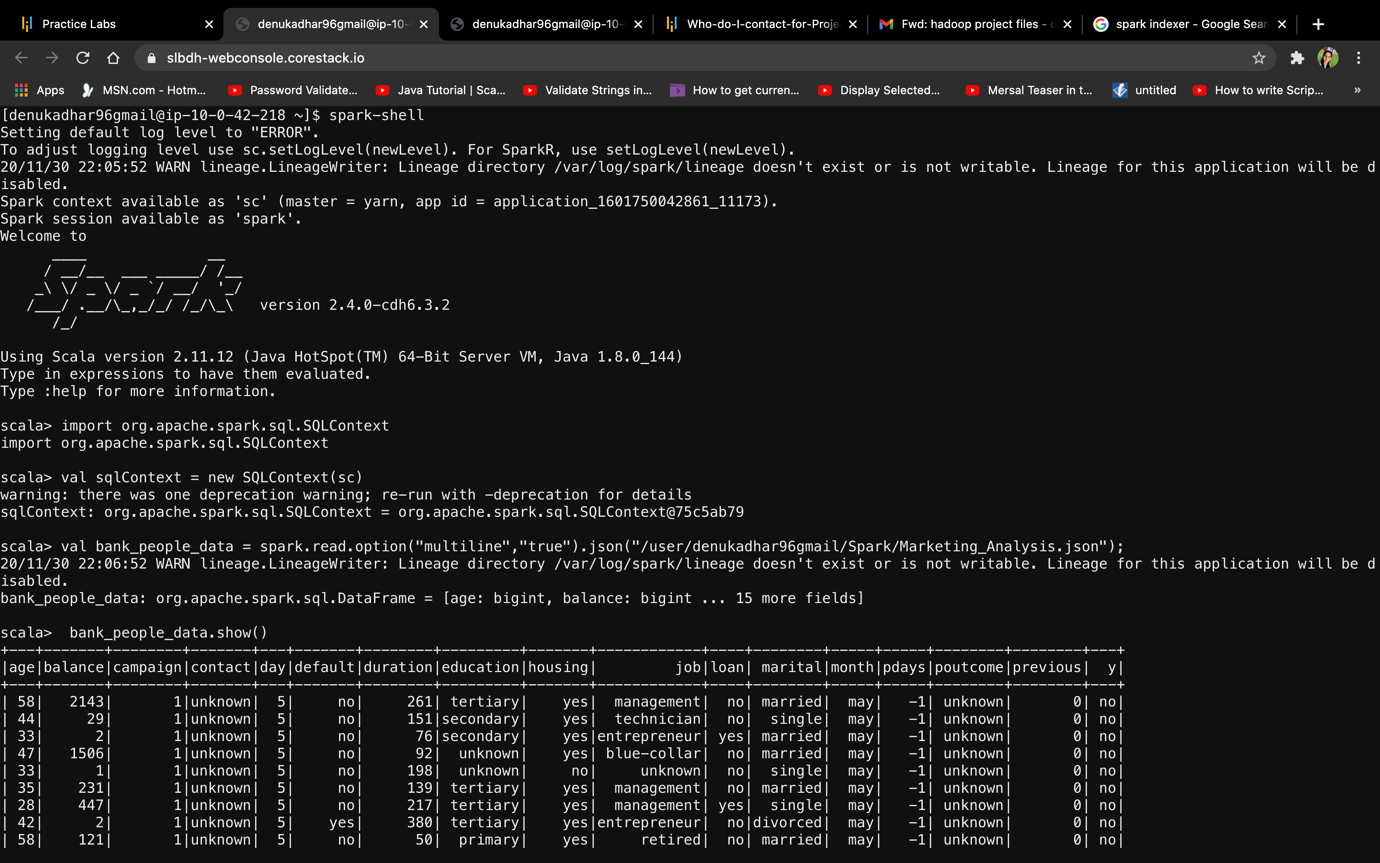 Practice Labs
denukadhar96gmail@ip-10-
denukadhar96gmail@ip-10-
Who-do-I-contact-for-Proje
Fwd: hadoop project files -
spark indexer - Google Sear
slbdh-webconsole.corestack.io
Apps
MSN.com - Hotm...
Password Validate...
Java Tutorial | Sca...
Validate Strings in...
How to get curren...
Display Selected...
Mersal Teaser in t...
untitled
How to write Scrip...
»
[denukadhar96gmail@ip-10-0-42-218 ~]$ spark-shell
Setting default log level to "ERROR".
To adjust logging level use sc.setLogLevel(newLevel). For SparkR, use setLogLevel(newLevel).
20/11/30 22:05:52 WARN lineage.LineageWriter: Lineage directory /var/log/spark/lineage doesn't exist or is not writable. Lineage for this application will be d
isabled.
Spark context available as 'sc' (master = yarn, app id = application_1601750042861_11173).
Spark session available as 'spark'.
Welcome to
      ____              __
     / __/__  ___ _____/ /__
    _\ \/ _ \/ _ `/ __/  '_/
   /___/ .__/\_,_/_/ /_/\_\   version 2.4.0-cdh6.3.2
      /_/
Using Scala version 2.11.12 (Java HotSpot(TM) 64-Bit Server VM, Java 1.8.0_144)
Type in expressions to have them evaluated.
Type :help for more information.
scala> import org.apache.spark.sql.SQLContext
import org.apache.spark.sql.SQLContext
scala> val sqlContext = new SQLContext(sc)
warning: there was one deprecation warning; re-run with -deprecation for details
sqlContext: org.apache.spark.sql.SQLContext = org.apache.spark.sql.SQLContext@75c5ab79
scala> val bank_people_data = spark.read.option("multiline","true").json("/user/denukadhar96gmail/Spark/Marketing_Analysis.json");
20/11/30 22:06:52 WARN lineage.LineageWriter: Lineage directory /var/log/spark/lineage doesn't exist or is not writable. Lineage for this application will be d
isabled.
bank_people_data: org.apache.spark.sql.DataFrame = [age: bigint, balance: bigint ... 15 more fields]
scala>  bank_people_data.show()
+---+-------+--------+-------+---+-------+--------+---------+-------+------------+----+--------+-----+-----+--------+--------+---+
|age|balance|campaign|contact|day|default|duration|education|housing|         job|loan| marital|month|pdays|poutcome|previous|  y|
+---+-------+--------+-------+---+-------+--------+---------+-------+------------+----+--------+-----+-----+--------+--------+---+
| 58|   2143|       1|unknown|  5|     no|     261| tertiary|    yes|  management|  no| married|  may|   -1| unknown|       0| no|
| 44|     29|       1|unknown|  5|     no|     151|secondary|    yes|  technician|  no|  single|  may|   -1| unknown|       0| no|
| 33|      2|       1|unknown|  5|     no|      76|secondary|    yes|entrepreneur| yes| married|  may|   -1| unknown|       0| no|
| 47|   1506|       1|unknown|  5|     no|      92|  unknown|    yes| blue-collar|  no| married|  may|   -1| unknown|       0| no|
| 33|      1|       1|unknown|  5|     no|     198|  unknown|     no|     unknown|  no|  single|  may|   -1| unknown|       0| no|
| 35|    231|       1|unknown|  5|     no|     139| tertiary|    yes|  management|  no| married|  may|   -1| unknown|       0| no|
| 28|    447|       1|unknown|  5|     no|     217| tertiary|    yes|  management| yes|  single|  may|   -1| unknown|       0| no|
| 42|      2|       1|unknown|  5|    yes|     380| tertiary|    yes|entrepreneur|  no|divorced|  may|   -1| unknown|       0| no|
| 58|    121|       1|unknown|  5|     no|      50|  primary|    yes|     retired|  no| married|  may|   -1| unknown|       0| no|